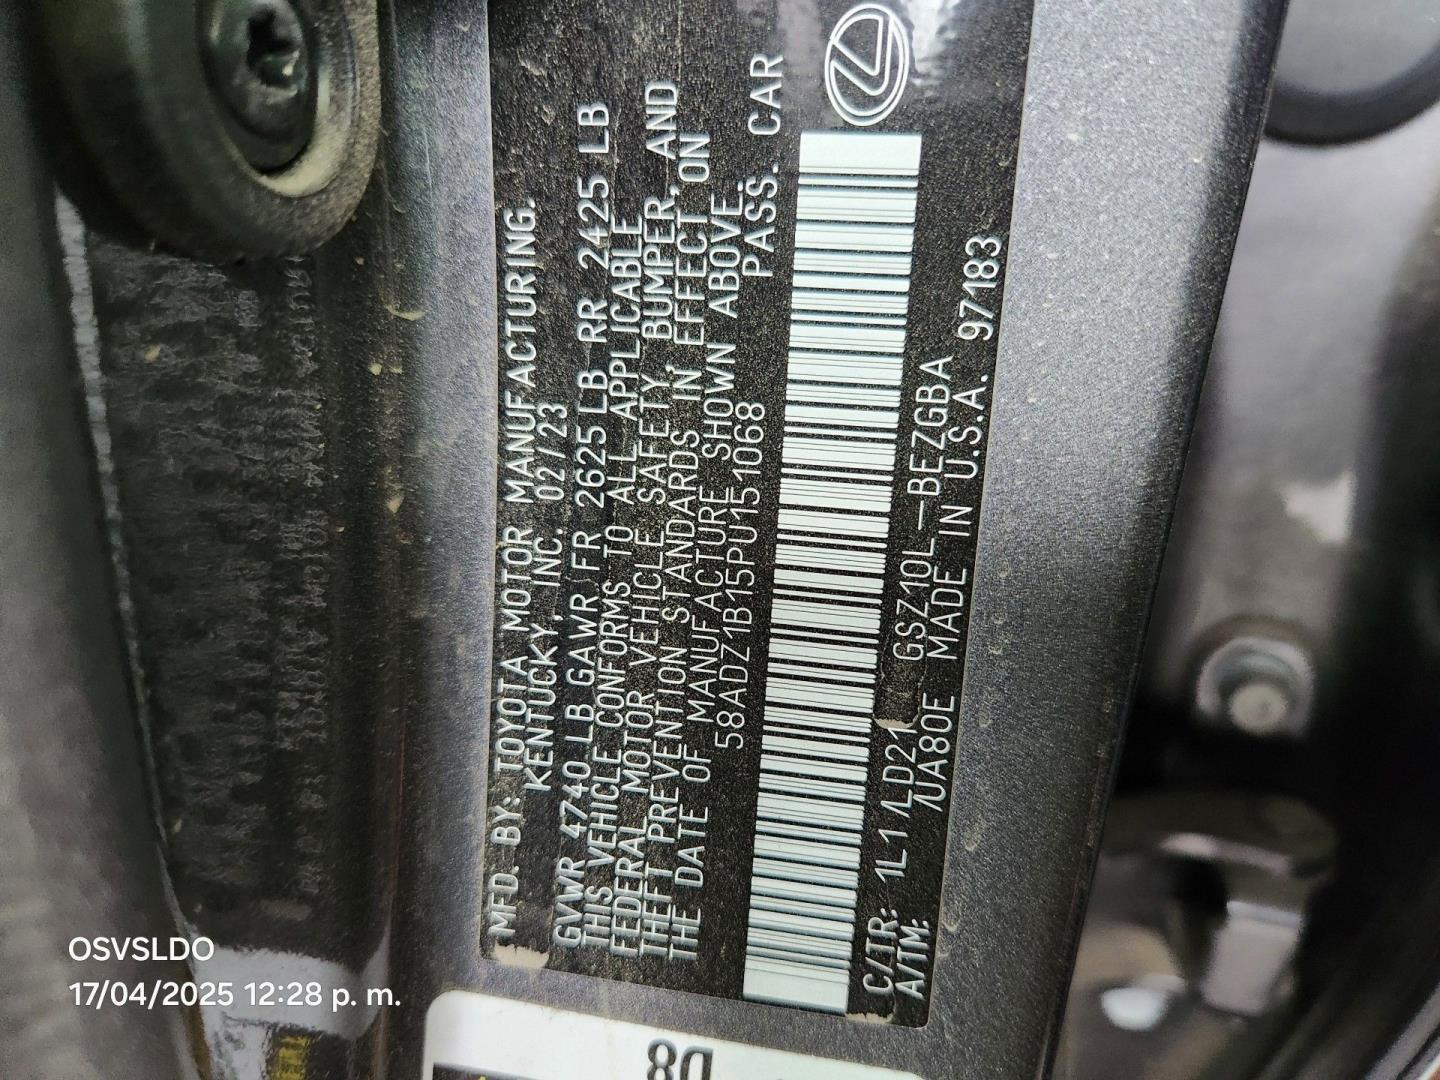 MFD. BY: TOYOTA MOTOR MANUFACTURING.
KENTUCKY, INC. 02/23
GVWR 4740 LB GAWR FR 2625 LB RR 2425 LB
THIS VEHICLE CONFORMS TO ALL APPLICABLE
FEDERAL MOTOR VEHICLE SAFETY, BUMPER, AND
THEFT PREVENTION STANDARDS IN EFFECT ON
THE DATE OF MANUFACTURE SHOWN ABOVE.
58ADZ1B15PU151068 PASS. CAR
C/TR: 1L1/LD21 GSZ10L-BEZGBA
A/TM: /UA80E MADE IN U.S.A. 97183
D8
OSVSLDO
17/04/2025 12:28 p. m.